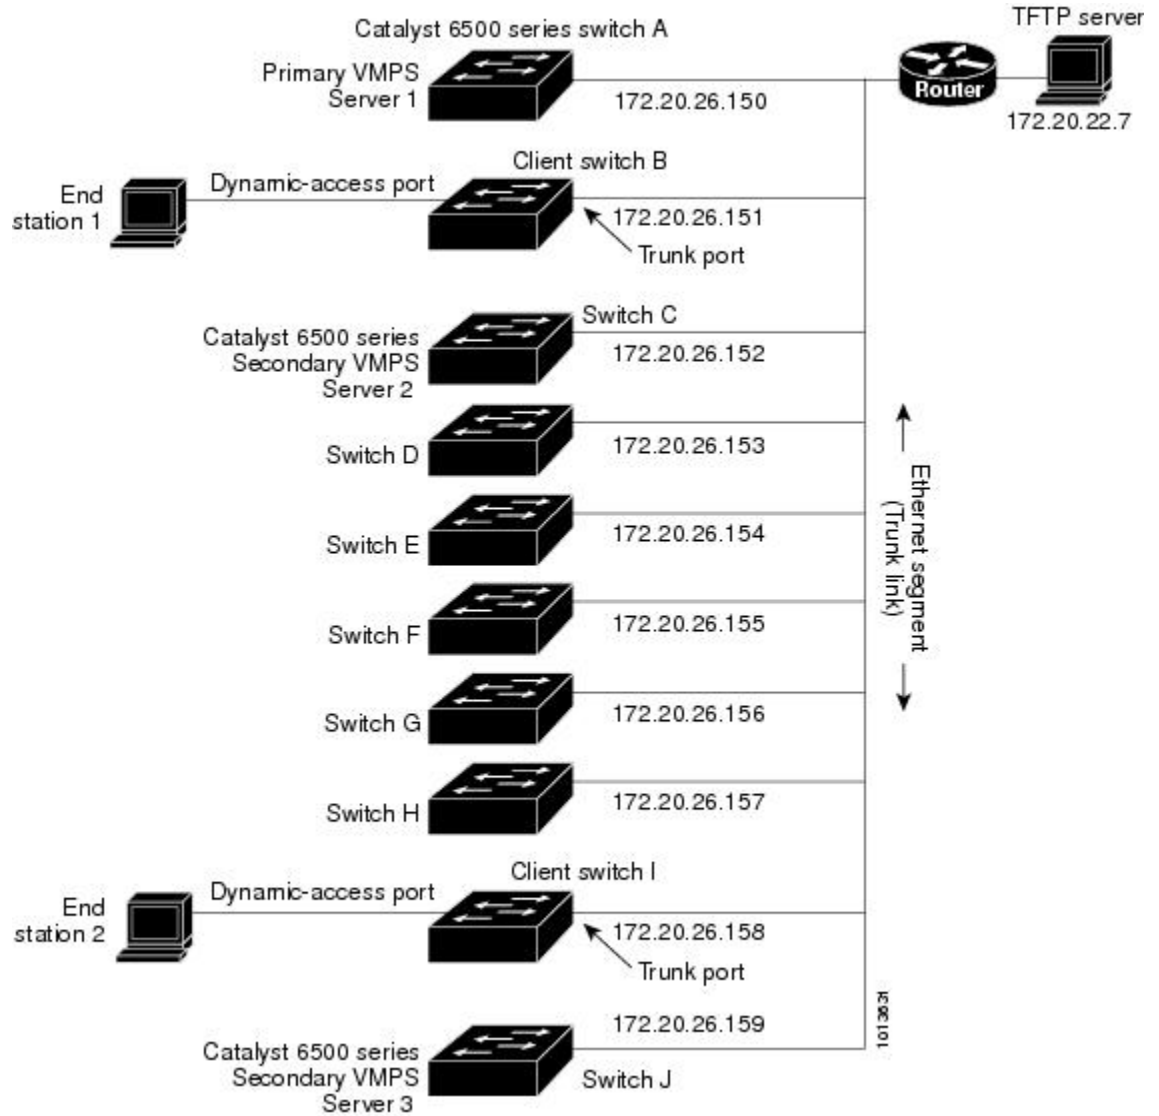 TFTP server
Catalyst 6500 series switch A
Primary VMPS
Server 1
Router
172.20.26.150
172.20.22.7
Client switch B
Dynamic-access port
End
station 1
172.20.26.151
Trunk port
Switch C
Catalyst 6500 series
Secondary VMPS
Server 2
172.20.26.152
Switch D
172.20.26.153
Switch E
172.20.26.154
Ethernet segment
(Trunk link)
Switch F
172.20.26.155
Switch G
172.20.26.156
Switch H
172.20.26.157
Client switch I
Dynamic-access port
End
station 2
172.20.26.158
Trunk port
172.20.26.159
Catalyst 6500 series
Secondary VMPS
Server 3
Switch J